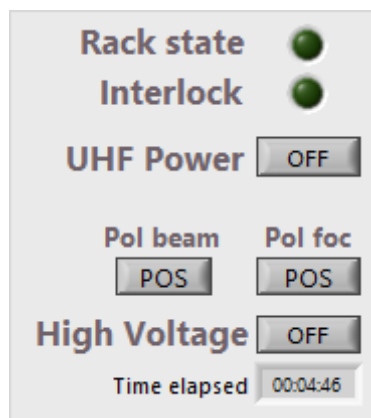 Rack state
Interlock
UHF Power OFF
Pol beam Pol foc
POS POS
High Voltage OFF
Time elapsed 00:04:46